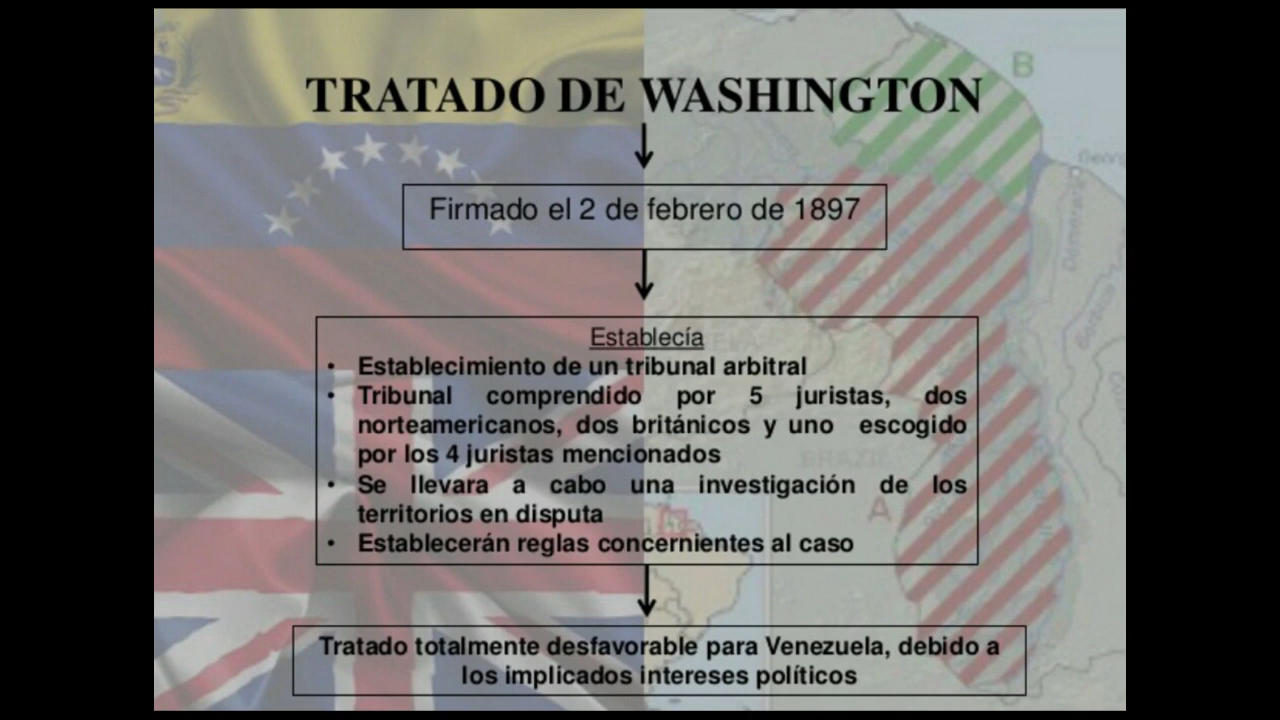 TRATADO DE WASHINGTON
B
Firmado el 2 de febrero de 1897
Establecía
• Establecimiento de un tribunal arbitral
• Tribunal comprendido por 5 juristas, dos
norteamericanos, dos británicos y uno escogido
por los 4 juristas mencionados
BRAZIL
• Se llevara a cabo una investigación de los
territorios en disputa
A
• Establecerán reglas concernientes al caso
Tratado totalmente desfavorable para Venezuela, debido a
los implicados intereses políticos